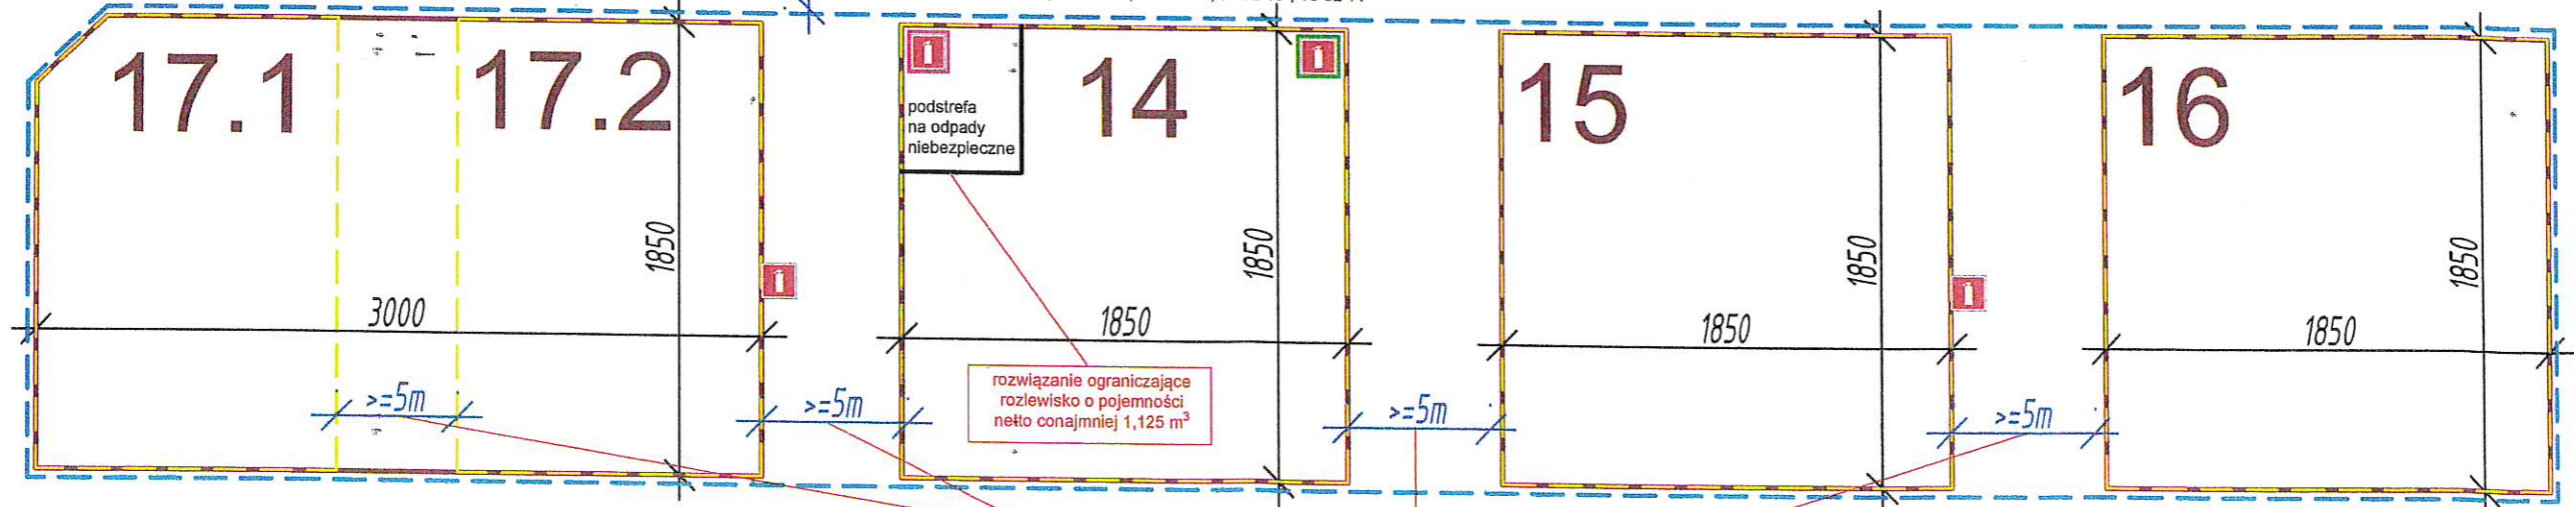 17.1
17.2
14
15
16
podstrefa
na odpady
niebezpieczne
1850
1850
1850
1850
3000
1850
1850
1850
rozwiązanie ograniczające
rozlewisko o pojemności
netto conajmniej 1,125 m³
>=5m
>=5m
>=5m
>=5m